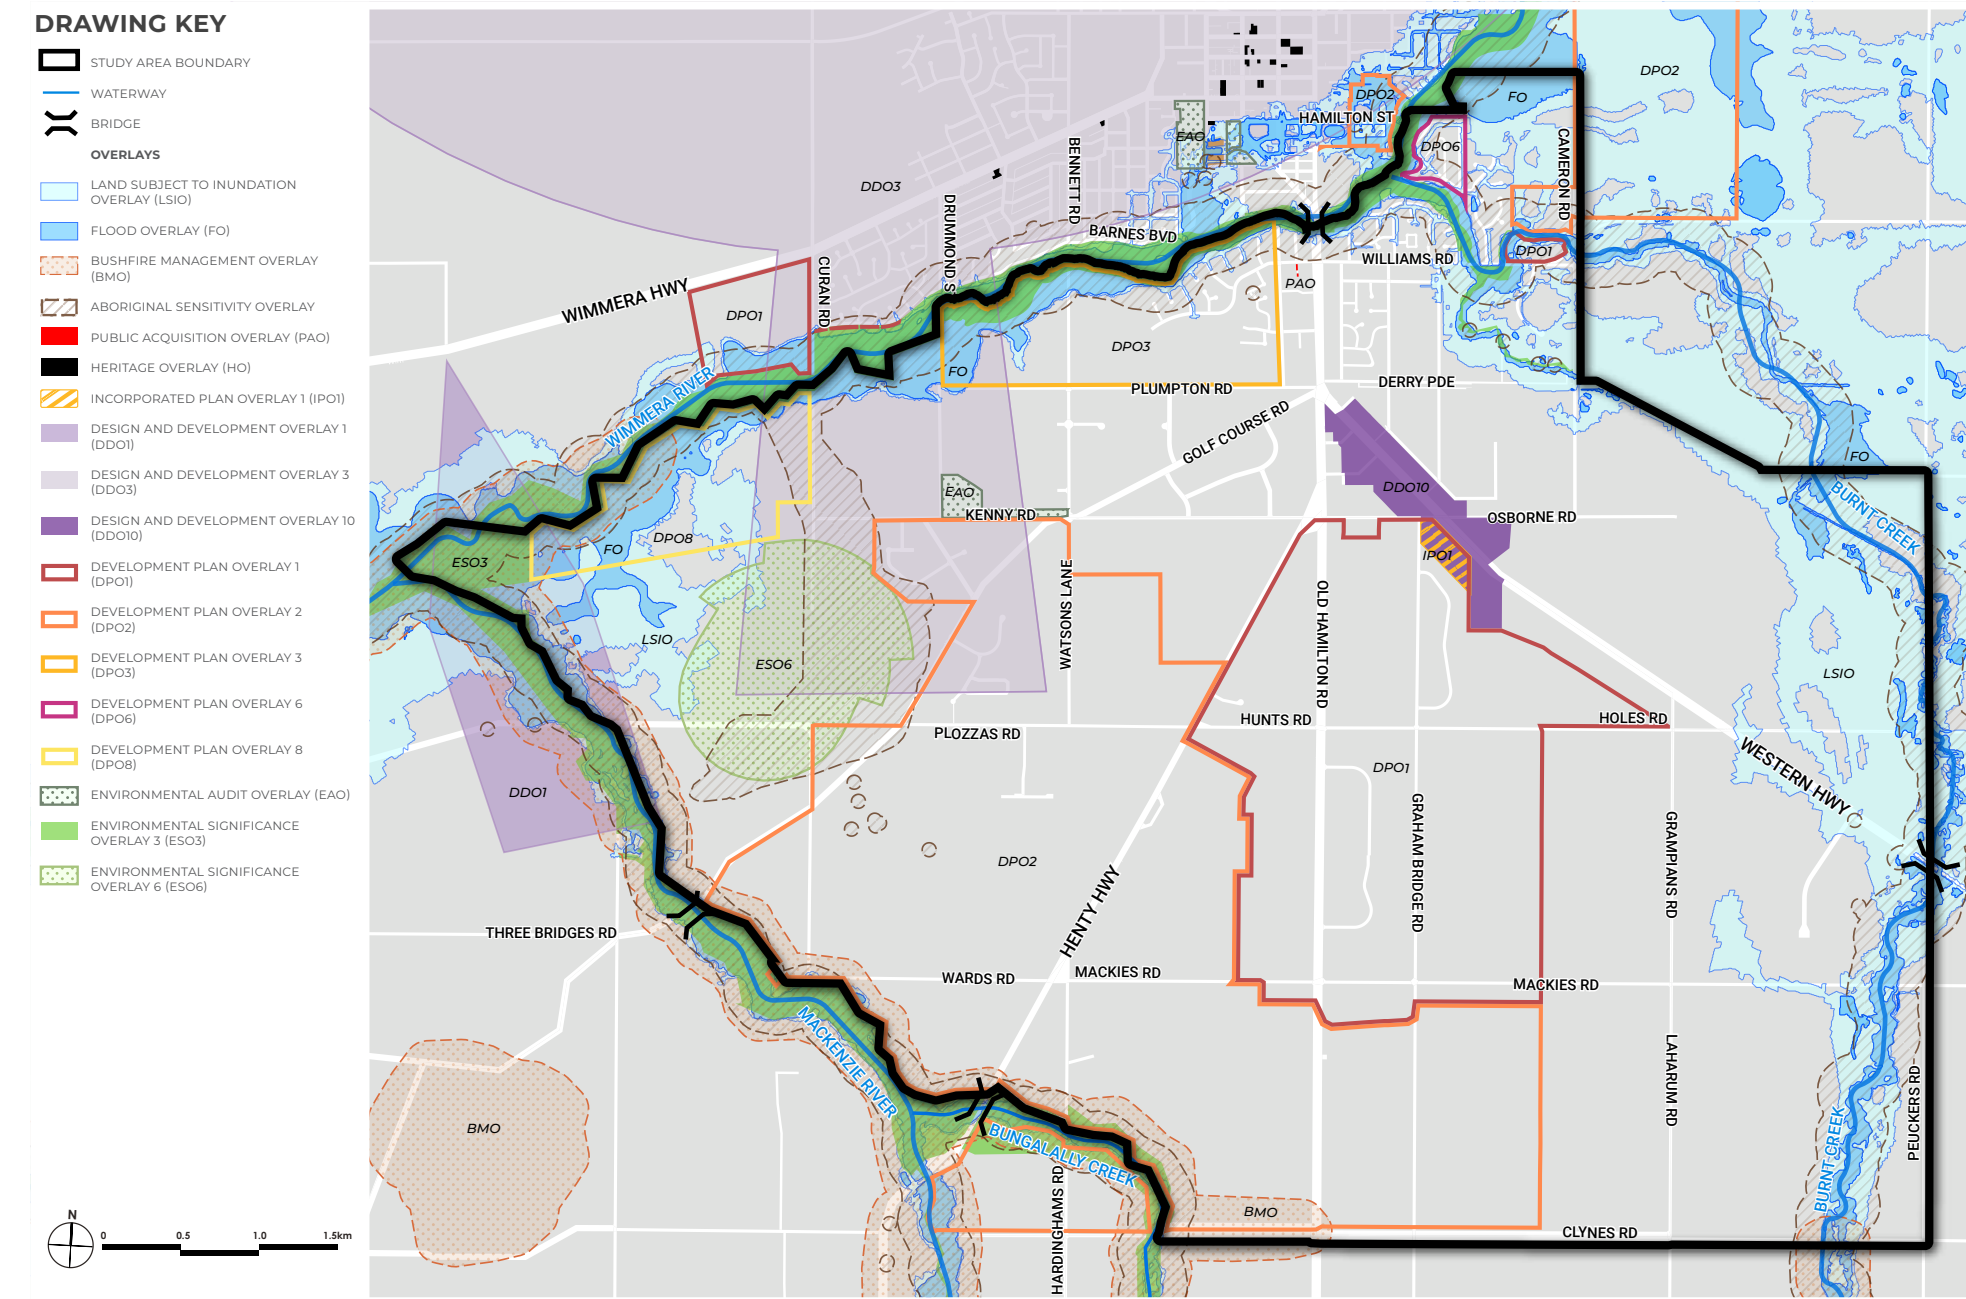 DRAWING KEY
STUDY AREA BOUNDARY
WATERWAY
BRIDGE
OVERLAYS
LAND SUBJECT TO INUNDATION
OVERLAY (LSIO)
FLOOD OVERLAY (FO)
BUSHFIRE MANAGEMENT OVERLAY
(BMO)
ABORIGINAL SENSITIVITY OVERLAY
PUBLIC ACQUISITION OVERLAY (PAO)
HERITAGE OVERLAY (HO)
INCORPORATED PLAN OVERLAY 1 (IPO1)
DESIGN AND DEVELOPMENT OVERLAY 1
(DDO1)
DESIGN AND DEVELOPMENT OVERLAY 3
(DDO3)
DESIGN AND DEVELOPMENT OVERLAY 10
(DDO10)
DEVELOPMENT PLAN OVERLAY 1
(DPO1)
DEVELOPMENT PLAN OVERLAY 2
(DPO2)
DEVELOPMENT PLAN OVERLAY 3
(DPO3)
DEVELOPMENT PLAN OVERLAY 6
(DPO6)
DEVELOPMENT PLAN OVERLAY 8
(DPO8)
ENVIRONMENTAL AUDIT OVERLAY (EAO)
ENVIRONMENTAL SIGNIFICANCE
OVERLAY 3 (ESO3)
ENVIRONMENTAL SIGNIFICANCE
OVERLAY 6 (ESO6)
N
0 0.5 1.0 1.5km
DPO2
DPO2
FO
HAMILTON ST
EAO
DPO6
CAMERON RD
BENNETT RD
DDO3
DRUMMOND S
BARNES BVD
WILLIAMS RD
DPO1
WIMMERA HWY
CURAN RD
PAO
DPO1
DPO3
FO
PLUMPTON RD
DERRY PDE
WIMMERA RIVER
GOLF COURSE RD
FO
EAO
DDO10
BURNT CREEK
KENNY RD
OSBORNE RD
DPO8
FO
IPO1
ESO3
WATSONS LANE
OLD HAMILTON RD
LSIO
ESO6
LSIO
HUNTS RD
HOLES RD
PLOZZAS RD
WESTERN HWY
DPO1
DDO1
GRAHAM BRIDGE RD
GRAMPIANS RD
DPO2
HENTY HWY
THREE BRIDGES RD
WARDS RD
MACKIES RD
MACKIES RD
MACKENZIE RIVER
LAHARUM RD
PEUCKERS RD
BMO
BUNGALALLY CREEK
BURNT CREEK
HARDINGHAMS RD
BMO
CLYNES RD